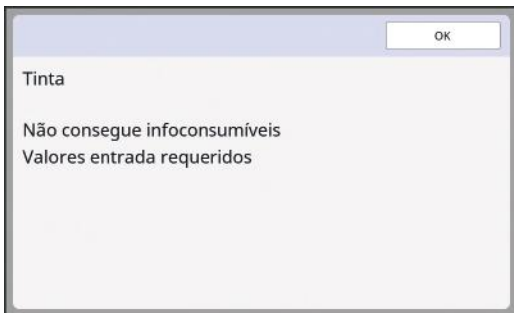 OK
Tinta
Não consegue infoconsumíveis
Valores entrada requeridos